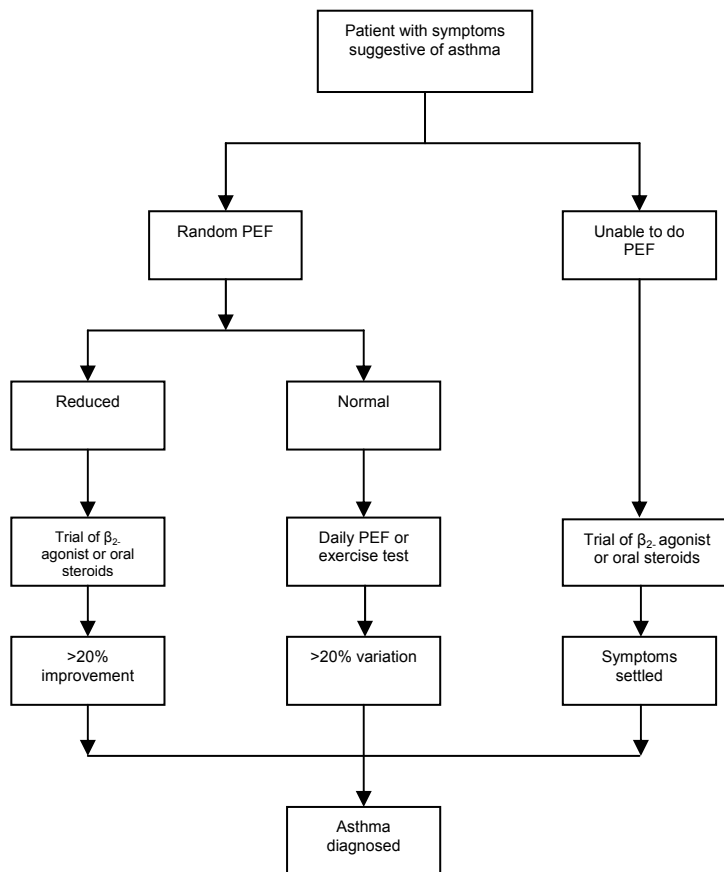 Patient with symptoms
suggestive of asthma
Random PEF
Unable to do
PEF
Reduced
Normal
Trial of β₂-
agonist or oral
steroids
Daily PEF or
exercise test
Trial of β₂- agonist
or oral steroids
>20%
improvement
>20% variation
Symptoms
settled
Asthma
diagnosed